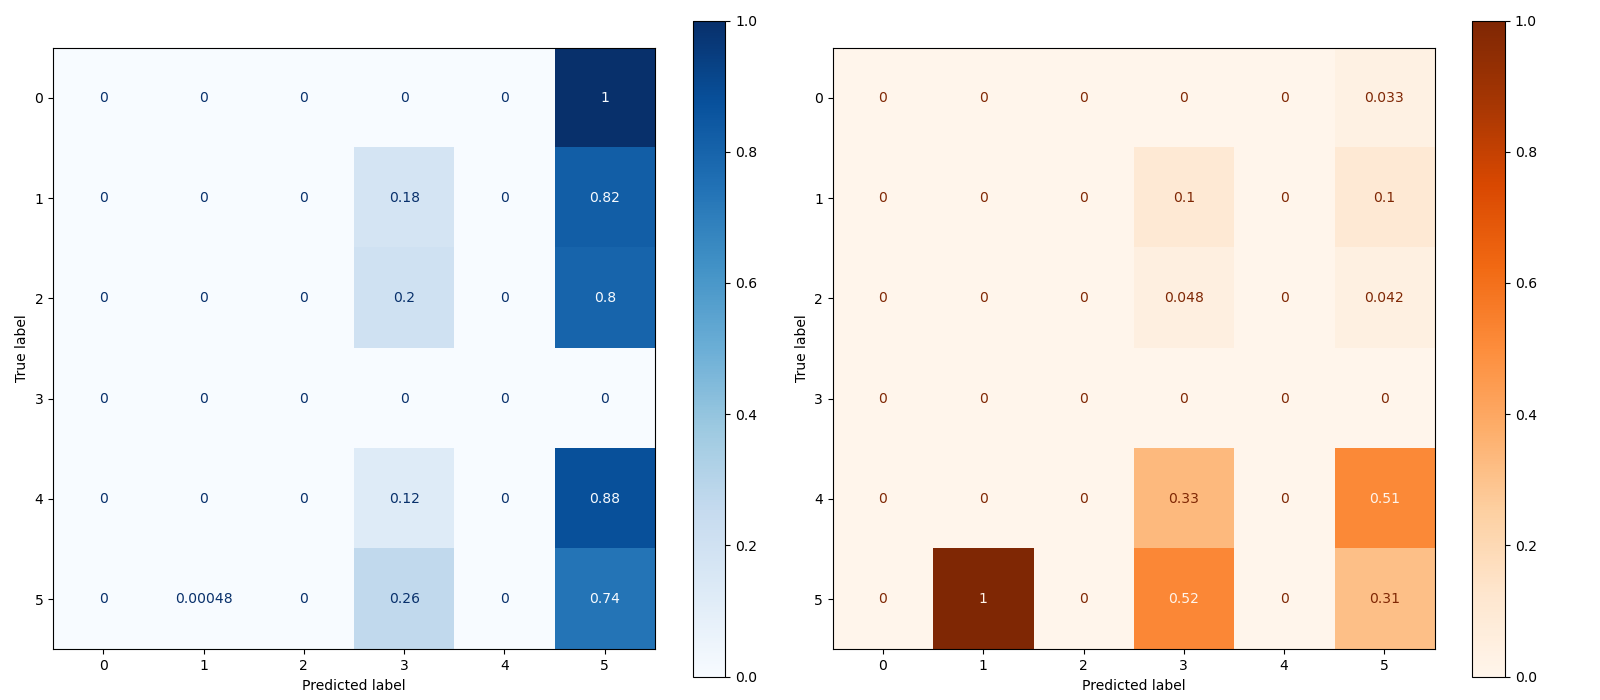 0 0 0 0 0 0 1
1 0 0 0 0.18 0 0.82
2 0 0 0 0.2 0 0.8
3 0 0 0 0 0 0
4 0 0 0 0.12 0 0.88
5 0 0.00048 0 0.26 0 0.74
0 1 2 3 4 5
True label
Predicted label
1.0
0.8
0.6
0.4
0.2
0.0
0 0 0 0 0 0 0.033
1 0 0 0 0.1 0 0.1
2 0 0 0 0.048 0 0.042
3 0 0 0 0 0 0
4 0 0 0 0.33 0 0.51
5 0 1 0 0.52 0 0.31
0 1 2 3 4 5
True label
Predicted label
1.0
0.8
0.6
0.4
0.2
0.0